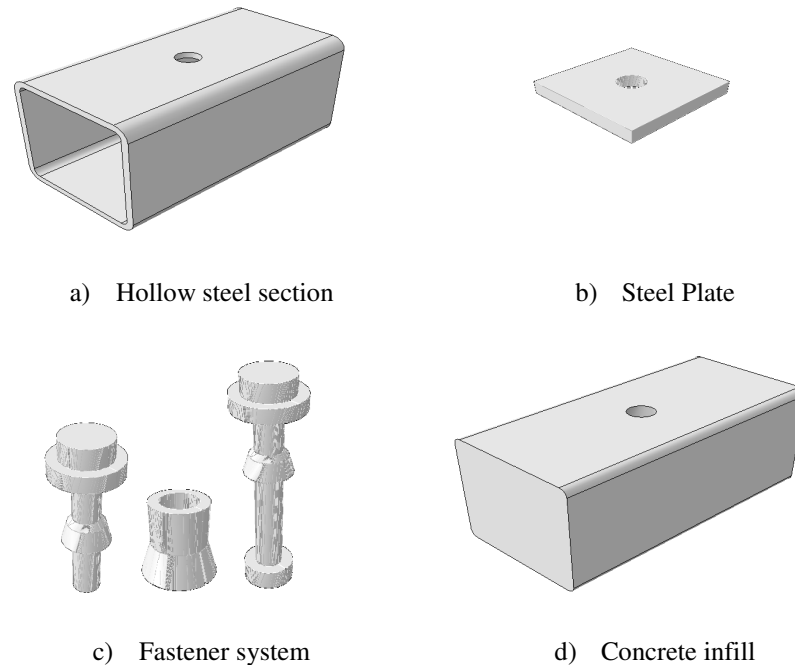 a) Hollow steel section
b) Steel Plate
c) Fastener system
d) Concrete infill